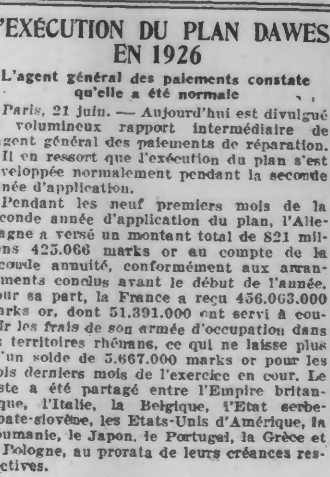 'EXÉCUTION DU PLAN DAWES
EN 1926
L'agent général des paiements constate
qu'elle a été normale
Paris, 21 juin. — Aujourd'hui est divulgué
volumineux rapport intermédiaire de
agent général des paiements de réparation.
Il en ressort que l'exécution du plan s'est
veloppée normalement pendant la seconde
née d'application.
Pendant les neuf premiers mois de la
conde année d'application du plan, l'Alle-
agne a versé un montant total de 821 mil-
ons 425.066 marks or au compte de la
conde annuité, conformément aux arran-
ments conclus avant le début de l'année.
our sa part, la France a reçu 456.063.000
arks or, dont 51.391.000 ont servi à cou-
ir les frais de son armée d'occupation dans
s territoires rhénans, ce qui ne laisse plus
'un solde de 5.667.000 marks or pour les
ois derniers mois de l'exercice en cour. Le
ste a été partagé entre l'Empire britan-
que, l'Italie, la Belgique, l'Etat serbe-
oate-slovène, les Etats-Unis d'Amérique, la
oumanie, le Japon, le Portugal, la Grèce et
Pologne, au prorata de leurs créances res-
ctives.